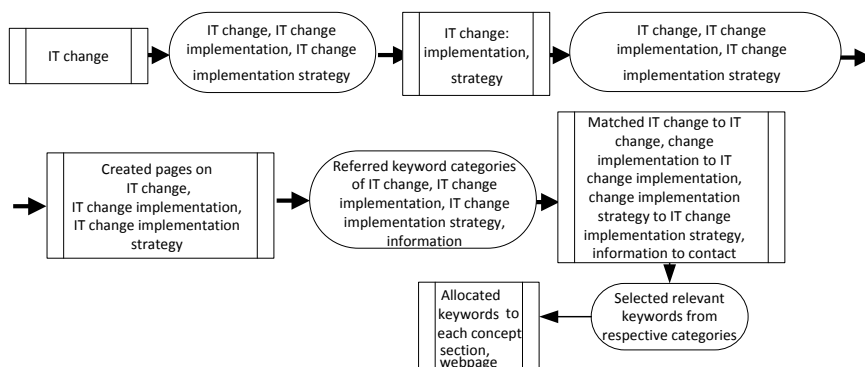 IT change
IT change, IT change
implementation, IT change
implementation strategy
IT change:
implementation,
strategy
IT change, IT change
implementation, IT change
implementation strategy
Created pages on
IT change,
IT change implementation,
IT change implementation
strategy
Referred keyword categories
of IT change, IT change
implementation, IT change
implementation strategy,
information
Matched IT change to IT
change, change
implementation to IT
change implementation,
change implementation
strategy to IT change
implementation strategy,
information to contact
Selected relevant
keywords from
respective categories
Allocated
keywords to
each concept
section,
webpage